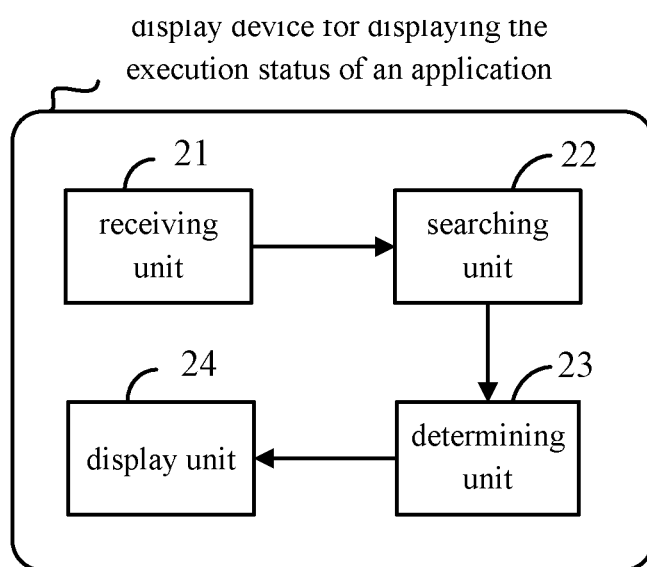 display device for displaying the
execution status of an application
21
receiving
unit
22
searching
unit
24
display unit
23
determining
unit